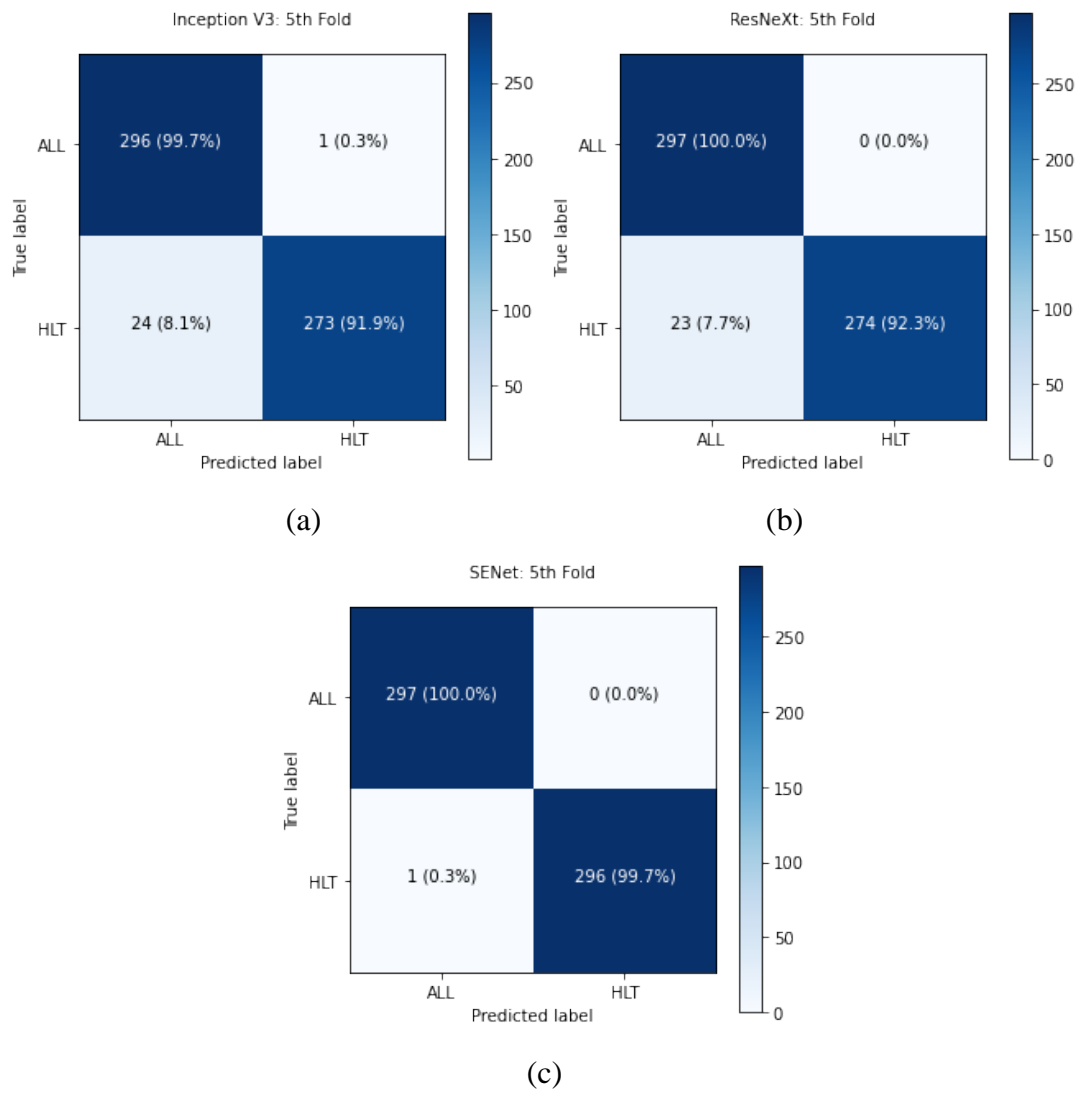 Inception V3: 5th Fold
ALL
296 (99.7%)
1 (0.3%)
HLT
24 (8.1%)
273 (91.9%)
True label
ALL
HLT
Predicted label
250
200
150
100
50
(a)
ResNeXt: 5th Fold
ALL
297 (100.0%)
0 (0.0%)
HLT
23 (7.7%)
274 (92.3%)
True label
ALL
HLT
Predicted label
250
200
150
100
50
0
(b)
SENet: 5th Fold
ALL
297 (100.0%)
0 (0.0%)
HLT
1 (0.3%)
296 (99.7%)
True label
ALL
HLT
Predicted label
250
200
150
100
50
0
(c)